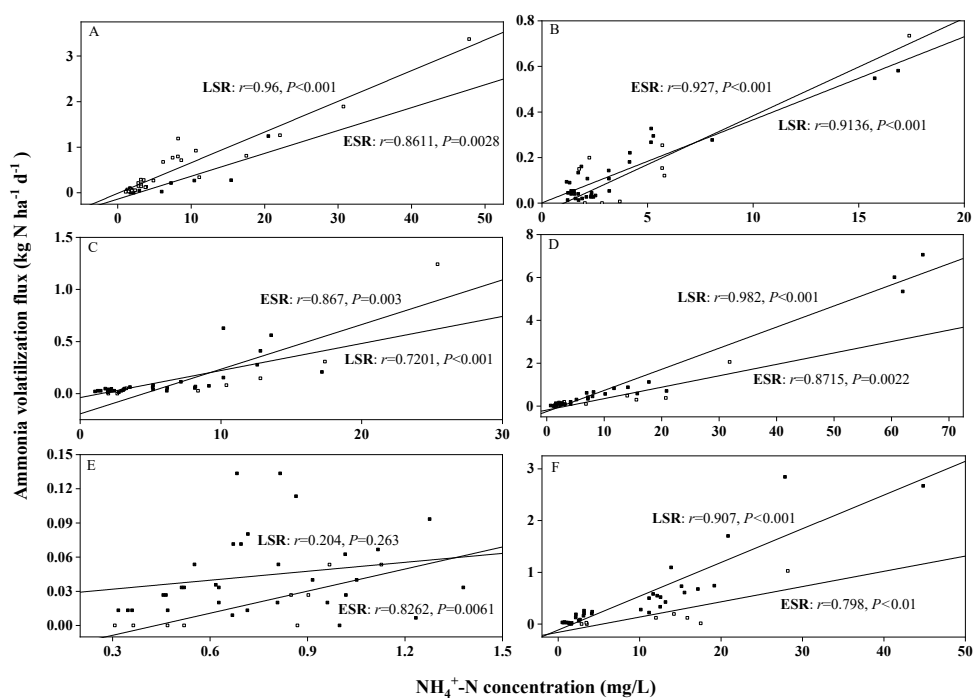 Ammonia volatilization flux (kg N ha⁻¹ d⁻¹)
A
LSR: r=0.96, P<0.001
ESR: r=0.8611, P=0.0028
3
2
1
0
0 10 20 30 40 50
B
ESR: r=0.927, P<0.001
LSR: r=0.9136, P<0.001
0.8
0.6
0.4
0.2
0.0
0 5 10 15 20
C
ESR: r=0.867, P=0.003
LSR: r=0.7201, P<0.001
1.5
1.0
0.5
0.0
0 10 20 30
D
LSR: r=0.982, P<0.001
ESR: r=0.8715, P=0.0022
8
6
4
2
0
0 10 20 30 40 50 60 70
E
LSR: r=0.204, P=0.263
ESR: r=0.8262, P=0.0061
0.15
0.12
0.09
0.06
0.03
0.00
0.3 0.6 0.9 1.2 1.5
F
LSR: r=0.907, P<0.001
ESR: r=0.798, P<0.01
3
2
1
0
0 10 20 30 40 50
NH₄⁺-N concentration (mg/L)